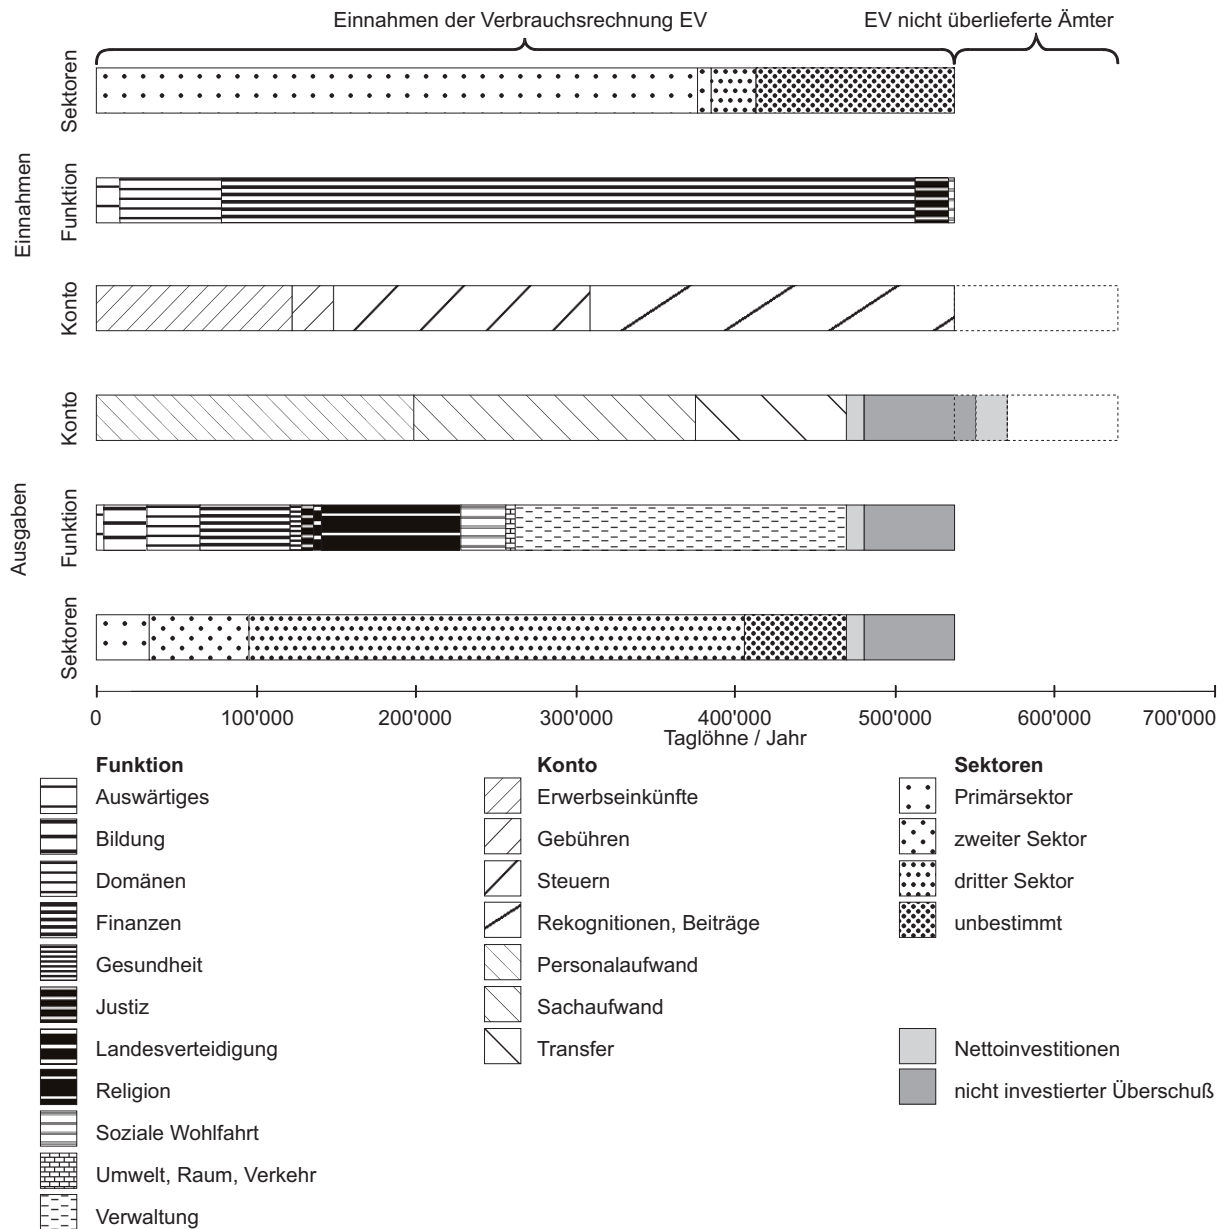 Einnahmen der Verbrauchsrechnung EV
EV nicht überlieferte Ämter
Einnahmen
Sektoren
Funktion
Konto
Ausgaben
Konto
Funktion
Sektoren
0
100'000
200'000
300'000
400'000
500'000
600'000
700'000
Taglöhne / Jahr
Funktion
Auswärtiges
Bildung
Domänen
Finanzen
Gesundheit
Justiz
Landesverteidigung
Religion
Soziale Wohlfahrt
Umwelt, Raum, Verkehr
Verwaltung
Konto
Erwerbseinkünfte
Gebühren
Steuern
Rekognitionen, Beiträge
Personalaufwand
Sachaufwand
Transfer
Sektoren
Primärsektor
zweiter Sektor
dritter Sektor
unbestimmt
Nettoinvestitionen
nicht investierter Überschuß